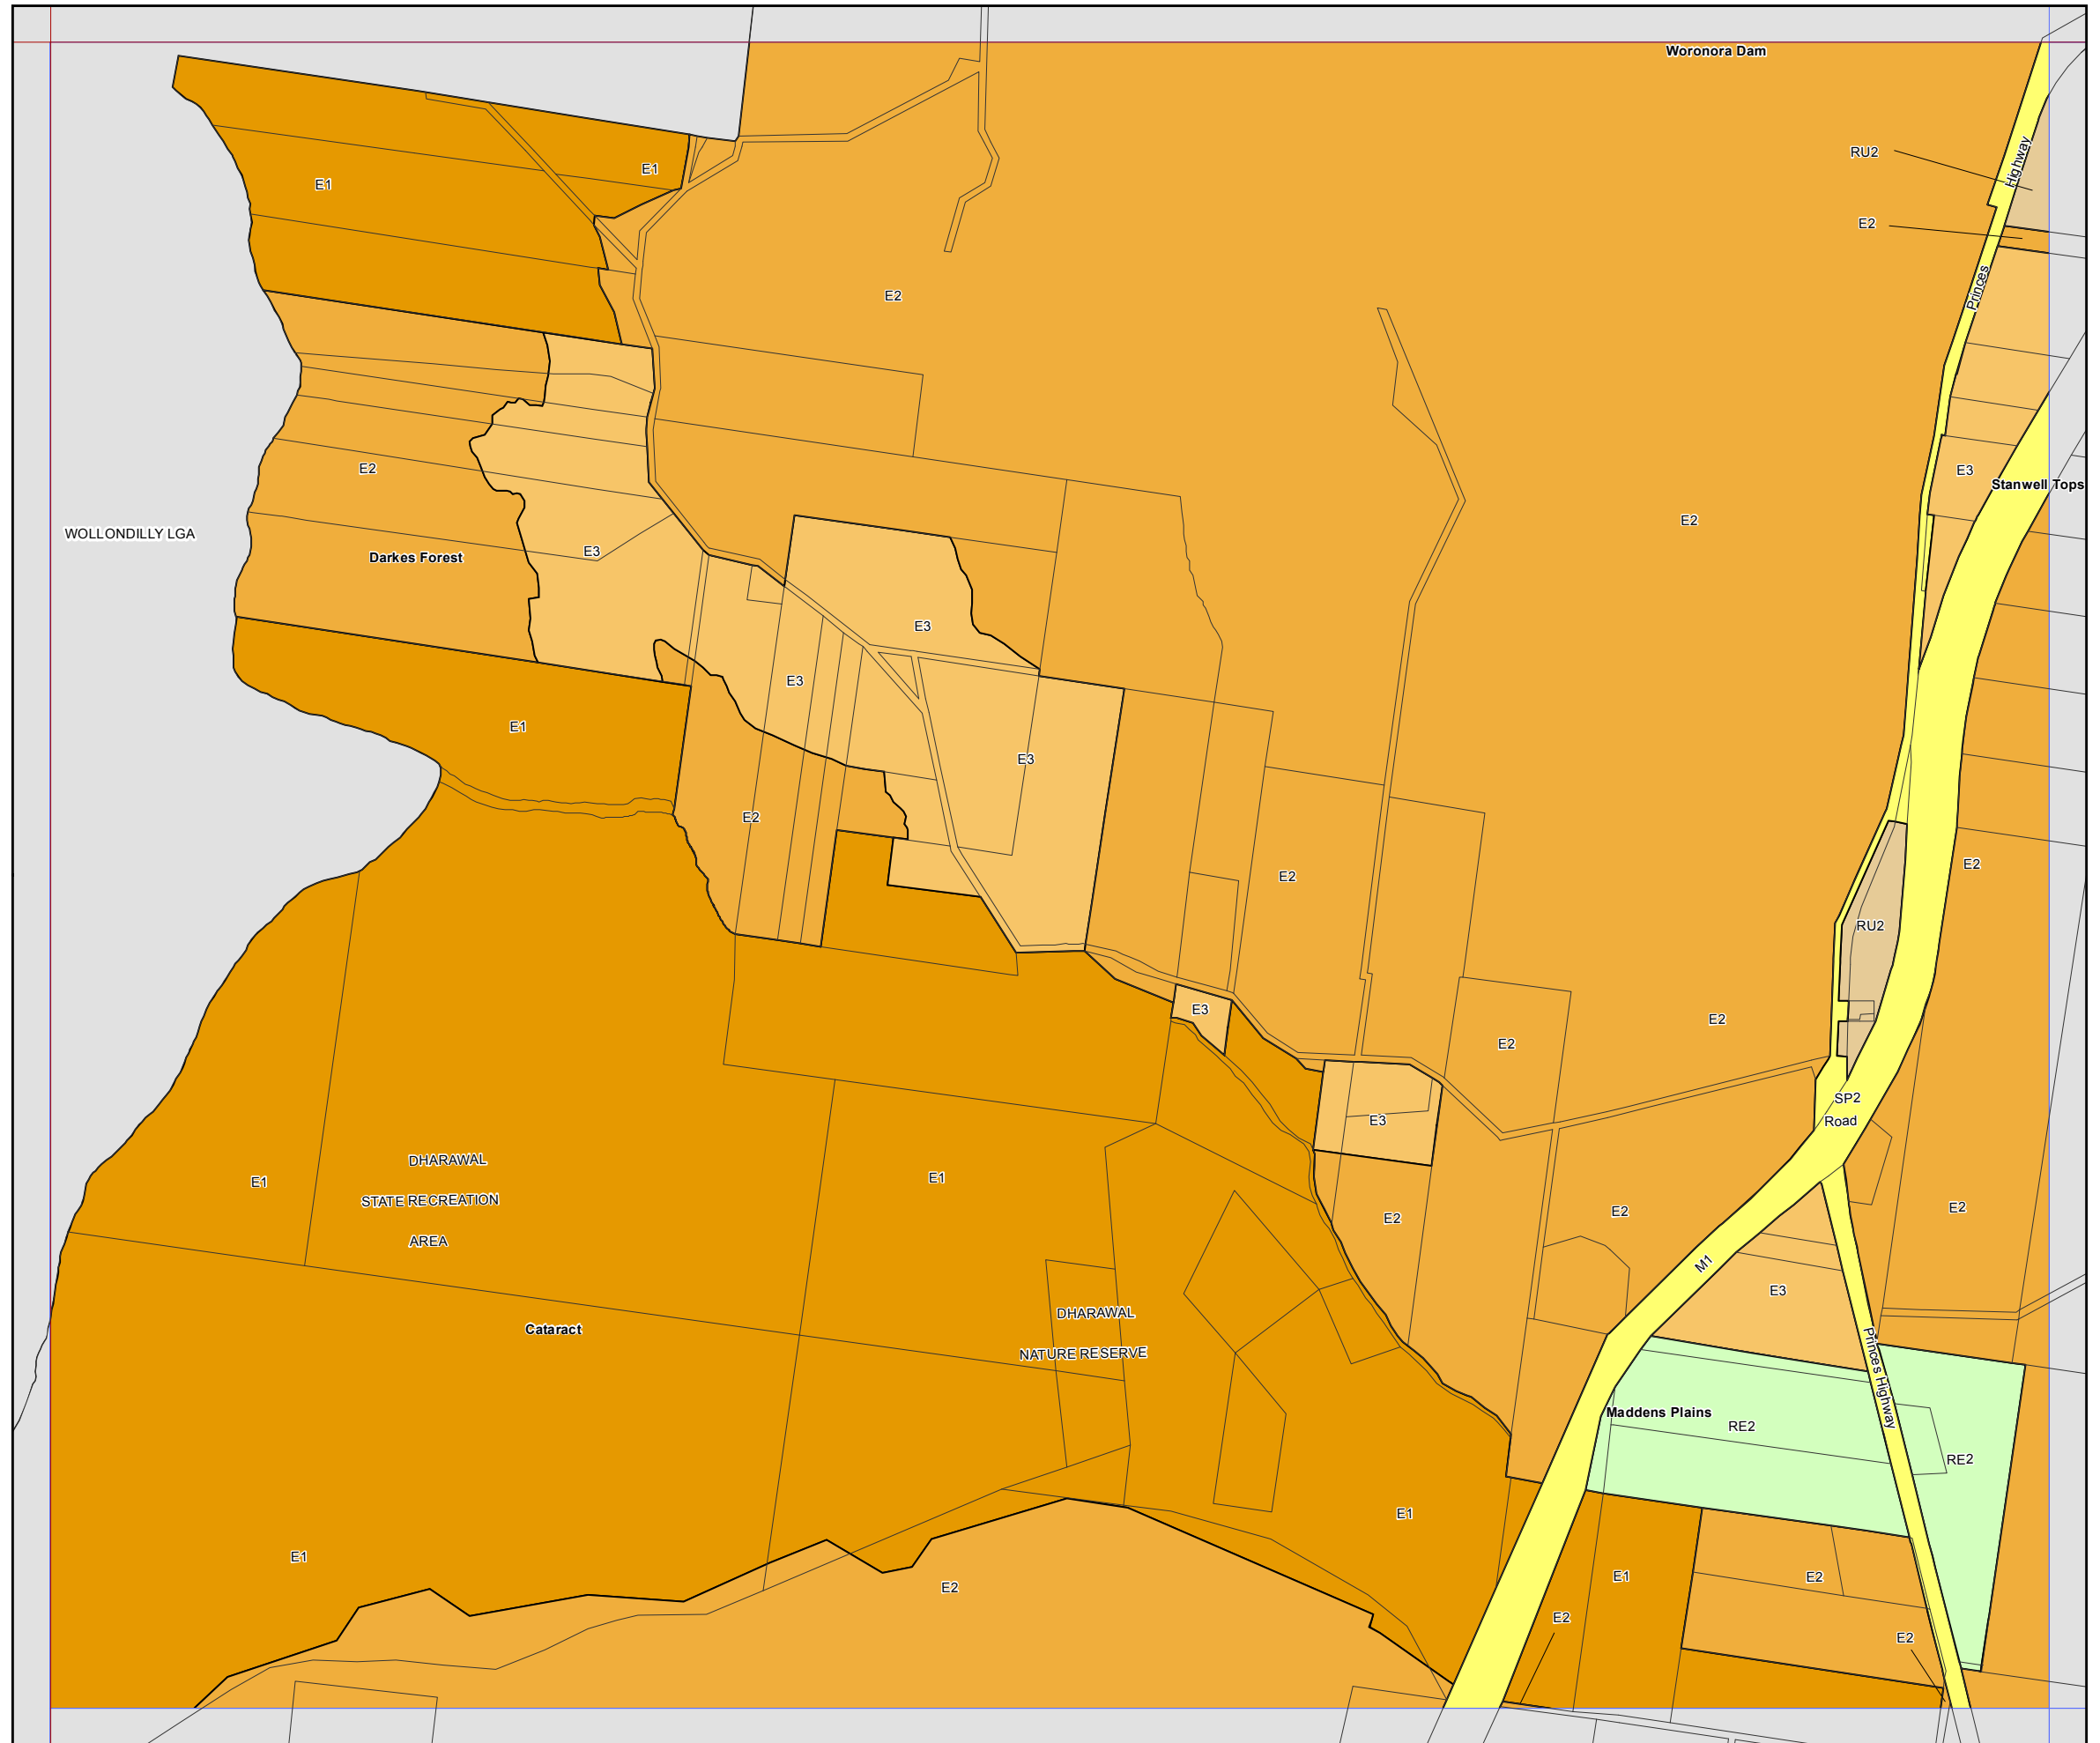 Woronora Dam
RU2
Highway
E1
E1
E2
Princes
E2
E3
E2
Stanwell Tops
E2
WOLLONDILLY LGA
E3
Darkes Forest
E3
E3
E1
E3
E2
E2
E2
RU2
E3
E2
E2
SP2
Road
E3
DHARAWAL
STATE RECREATION
AREA
E1
E1
E2
E2
E2
M1
E3
DHARAWAL
NATURE RESERVE
Cataract
Princes Highway
Maddens Plains
RE2
RE2
E1
E1
E2
E1
E2
E2
E2